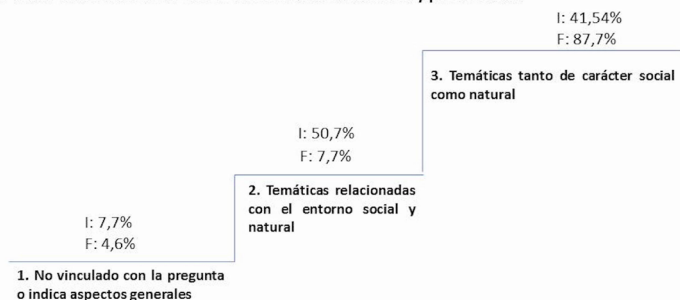 I: 41,54%
F: 87,7%
3. Temáticas tanto de carácter social
como natural
I: 50,7%
F: 7,7%
2. Temáticas relacionadas
con el entorno social y
natural
I: 7,7%
F: 4,6%
1. No vinculado con la pregunta
o indica aspectos generales